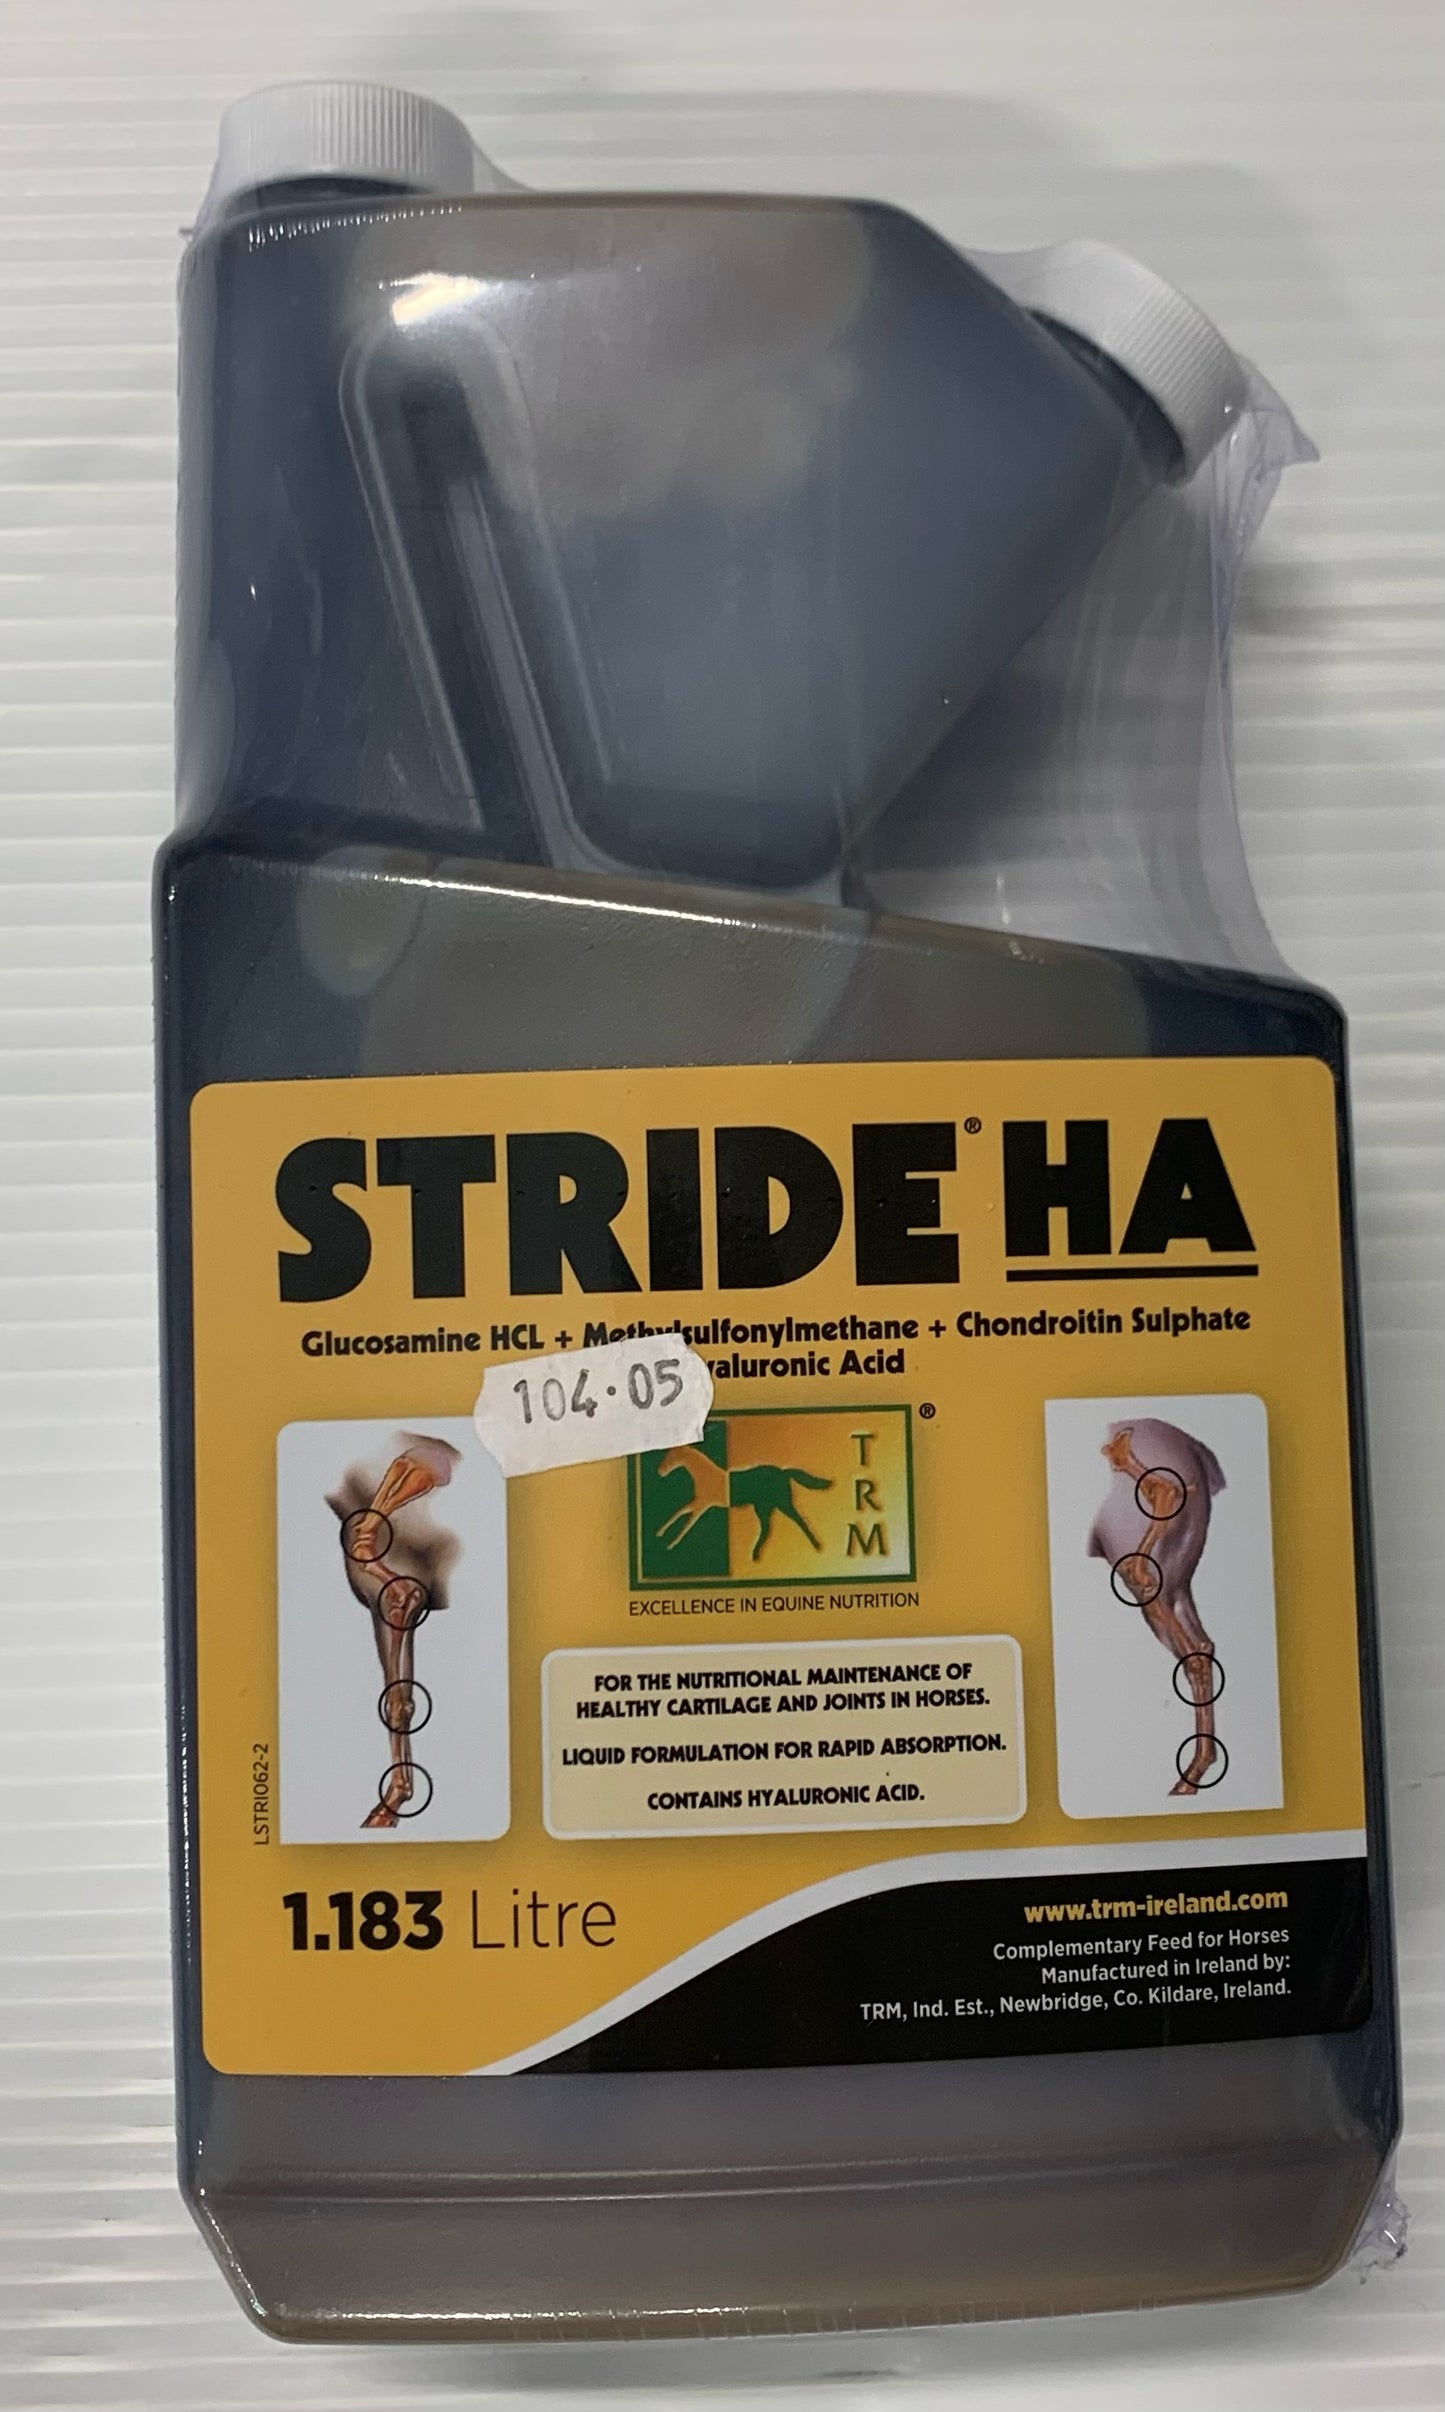 STRIDE® HA
Glucosamine HCL + Methylsulfonylmethane + Chondroitin Sulphate
Acid
104.05
TRM ®
EXCELLENCE IN EQUINE NUTRITION
FOR THE NUTRITIONAL MAINTENANCE OF
HEALTHY CARTILAGE AND JOINTS IN HORSES.
LIQUID FORMULATION FOR RAPID ABSORPTION.
CONTAINS HYALURONIC ACID.
LSTRI062-2
1.183 Litre
www.trm-ireland.com
Complementary Feed for Horses
Manufactured in Ireland by:
TRM, Ind. Est., Newbridge, Co. Kildare, Ireland.